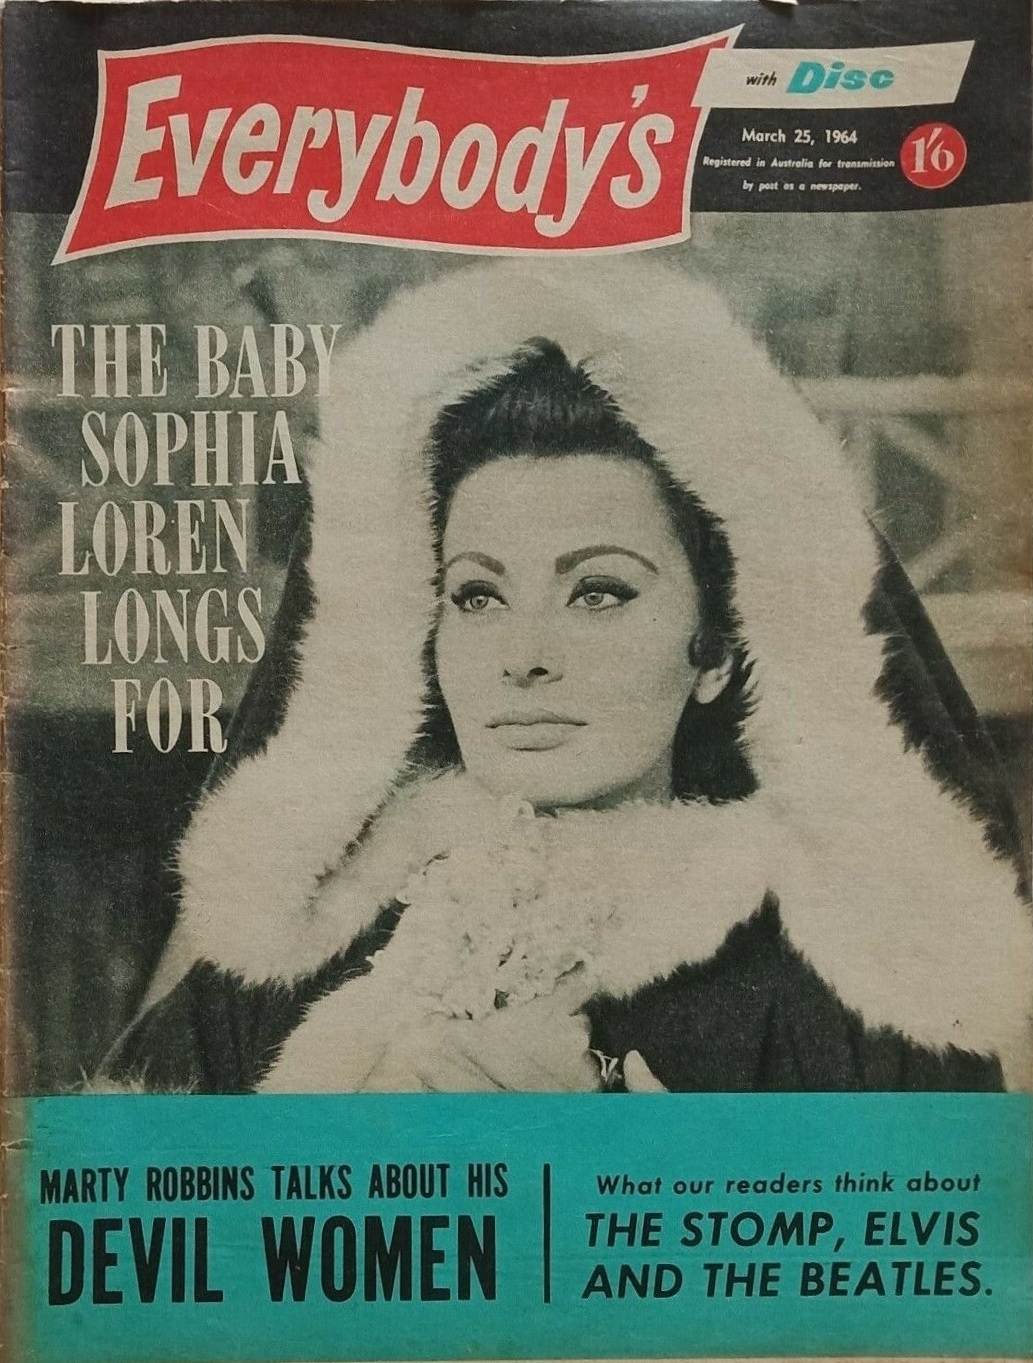 Everybody's
with Disc
March 25, 1964
Registered in Australia for transmission
by post as a newspaper.
1'6
THE BABY
SOPHIA
LOREN
LONGS
FOR
MARTY ROBBINS TALKS ABOUT HIS
DEVIL WOMEN
What our readers think about
THE STOMP, ELVIS
AND THE BEATLES.